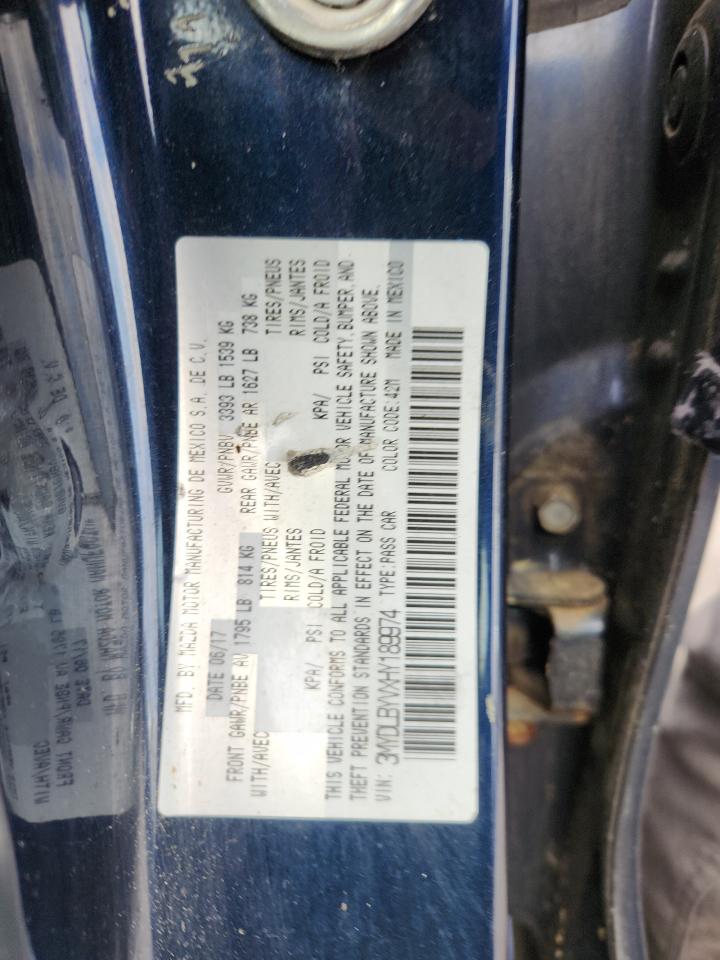 MFD. BY MAZDA MOTOR MANUFACTURING DE MEXICO S.A. DE C.V.
DATE 06/17 GVWR/PNBV 3393 LB 1539 KG
FRONT GAWR/PNBE AV 1795 LB 814 KG REAR GAWR/PNBE AR 1627 LB 738 KG
WITH/AVEC TIRES/PNEUS WITH/AVEC TIRES/PNEUS
RIMS/JANTES RIMS/JANTES
KPA/ PSI COLD/A FROID KPA/ PSI COLD/A FROID
THIS VEHICLE CONFORMS TO ALL APPLICABLE FEDERAL MOTOR VEHICLE SAFETY, BUMPER, AND
THEFT PREVENTION STANDARDS IN EFFECT ON THE DATE OF MANUFACTURE SHOWN ABOVE.
VIN: 3MYDLBYVXHY189974 TYPE:PASS CAR COLOR CODE:42M MADE IN MEXICO